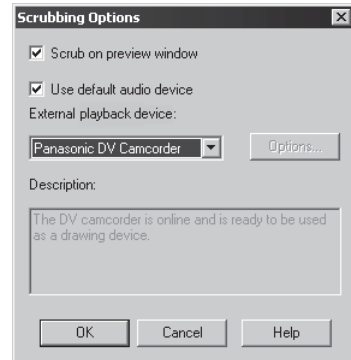 Scrubbing Options
Scrub on preview window
Use default audio device
External playback device:
Panasonic DV Camcorder
Options...
Description:
The DV camcorder is online and is ready to be used
as a drawing device.
OK
Cancel
Help